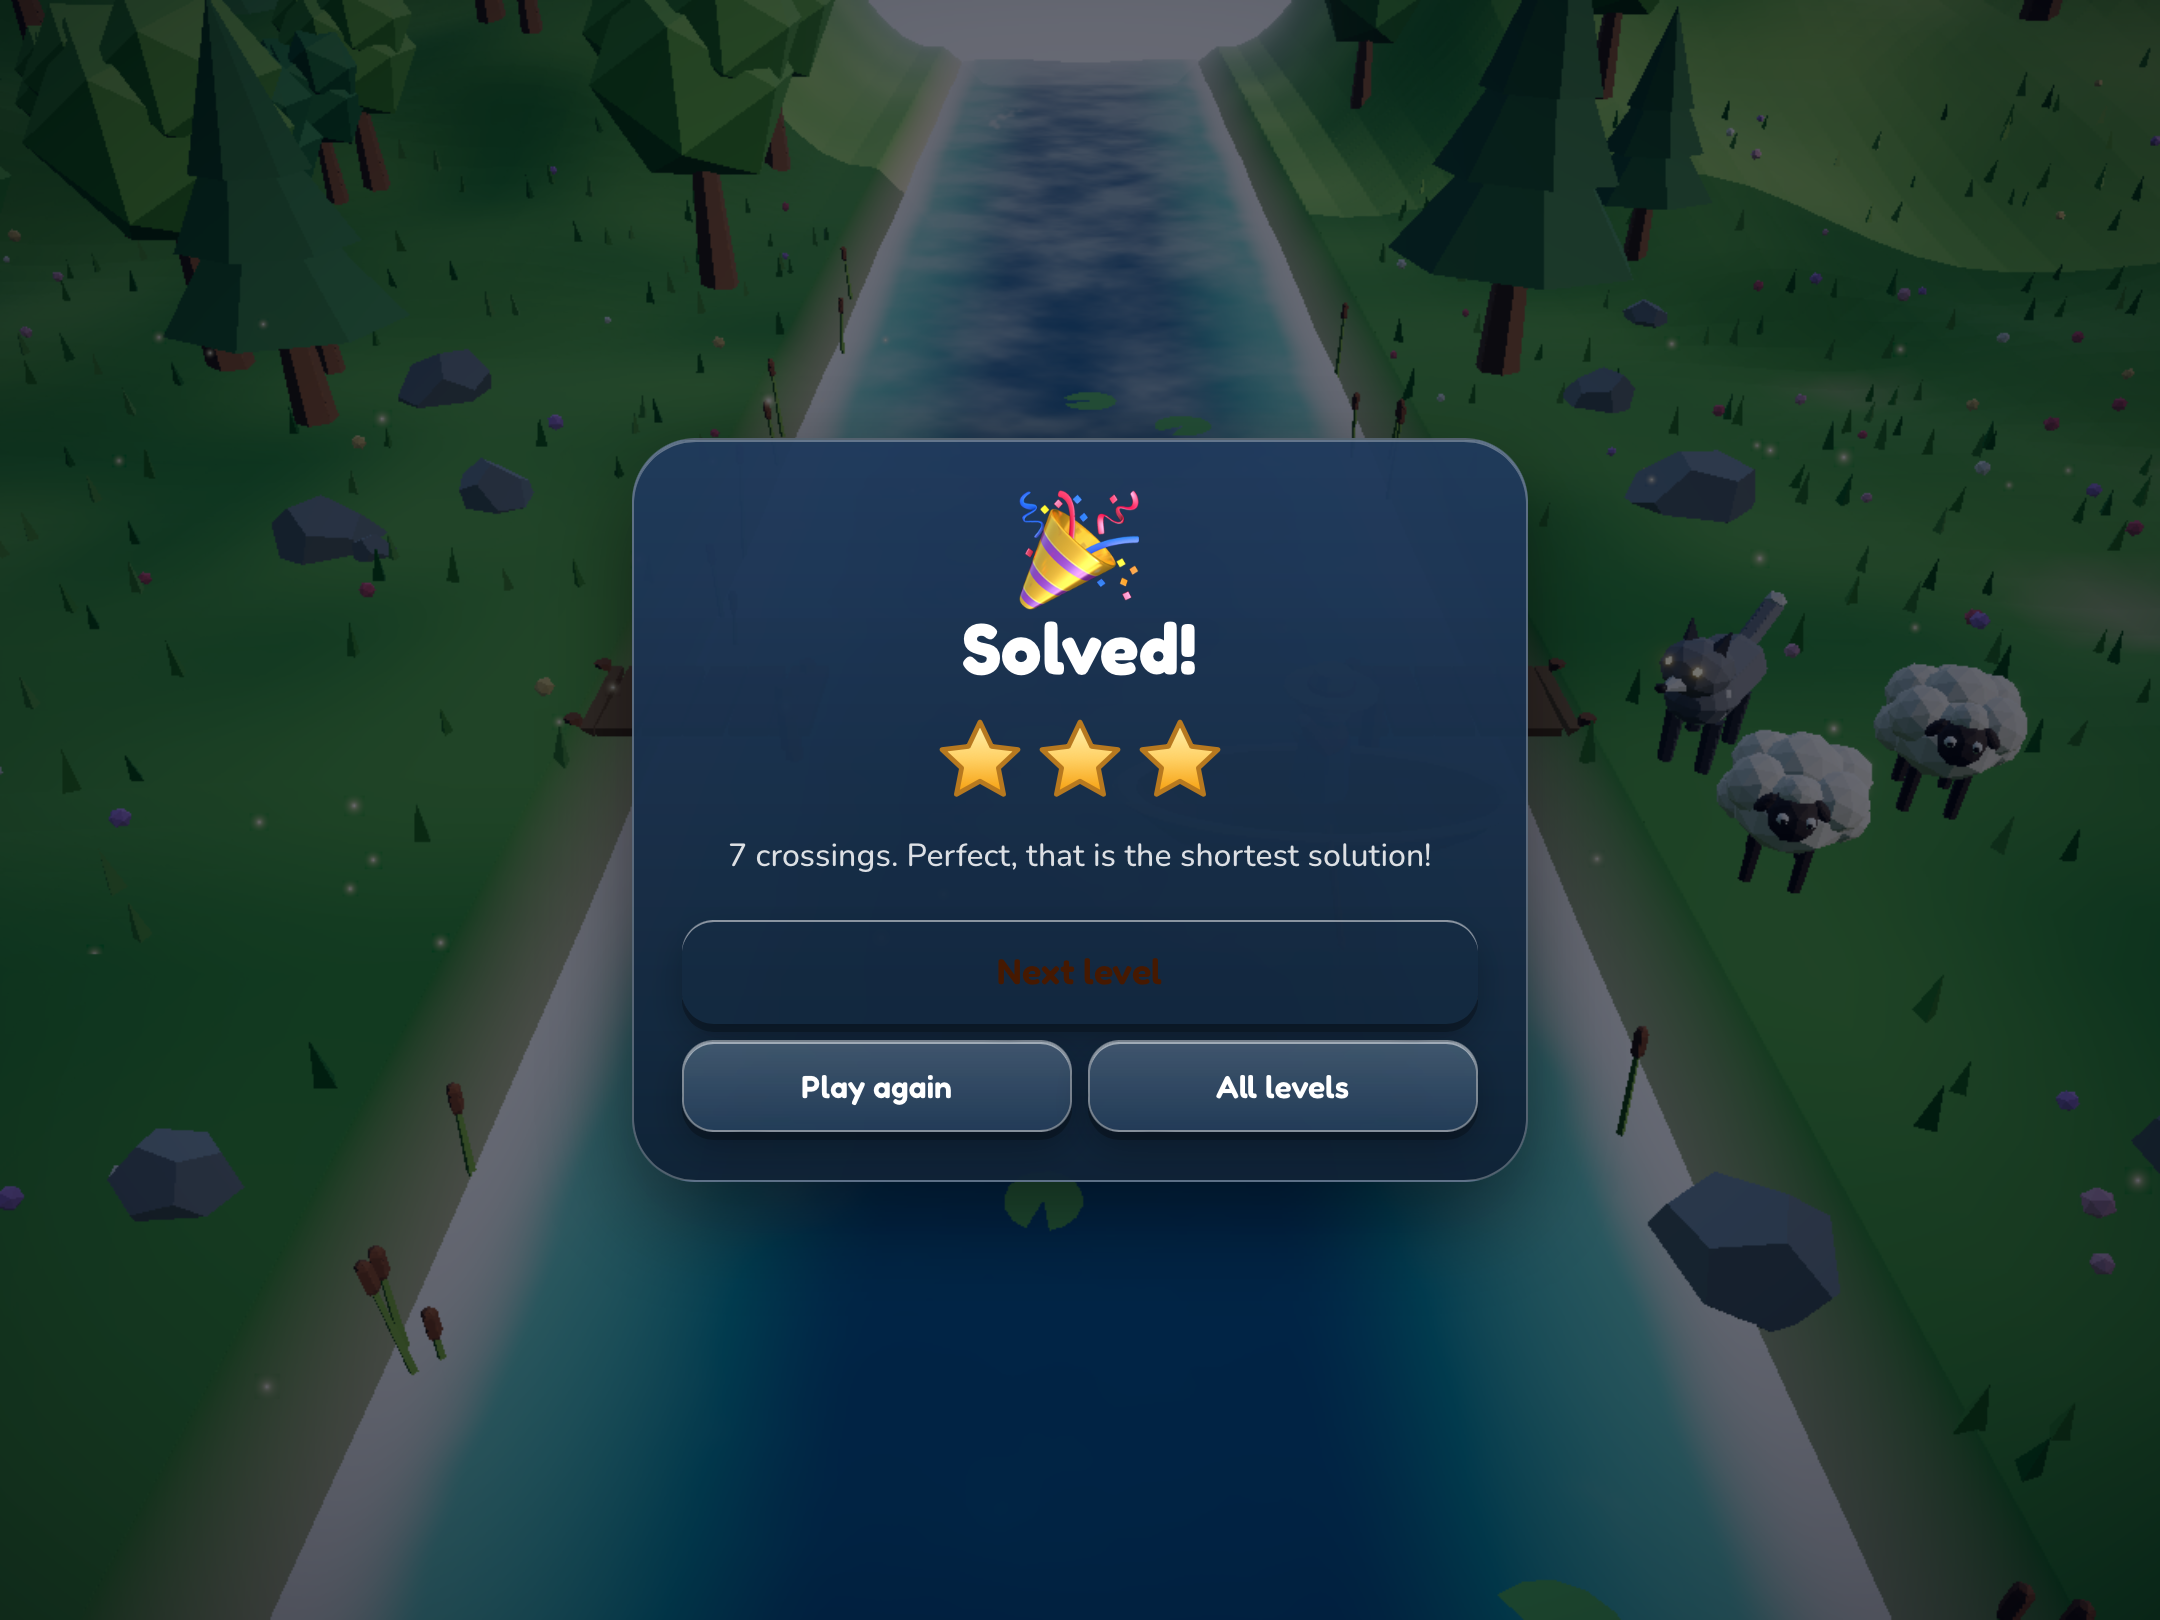 Solved!
7 crossings. Perfect, that is the shortest solution!
Next level
Play again
All levels